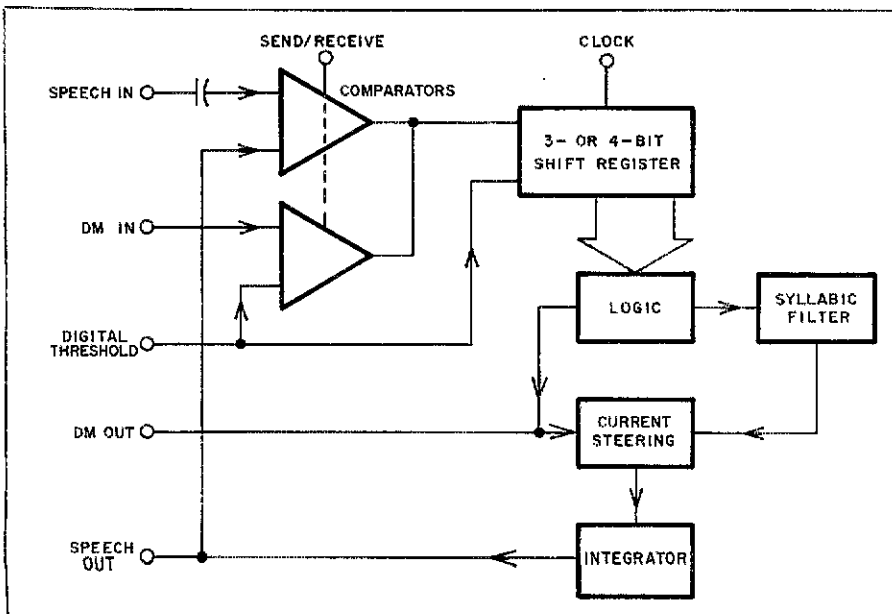 SEND/RECEIVE
CLOCK
SPEECH IN
COMPARATORS
3- OR 4-BIT
SHIFT REGISTER
DM IN
LOGIC
SYLLABIC
FILTER
DIGITAL
THRESHOLD
DM OUT
CURRENT
STEERING
SPEECH
OUT
INTEGRATOR